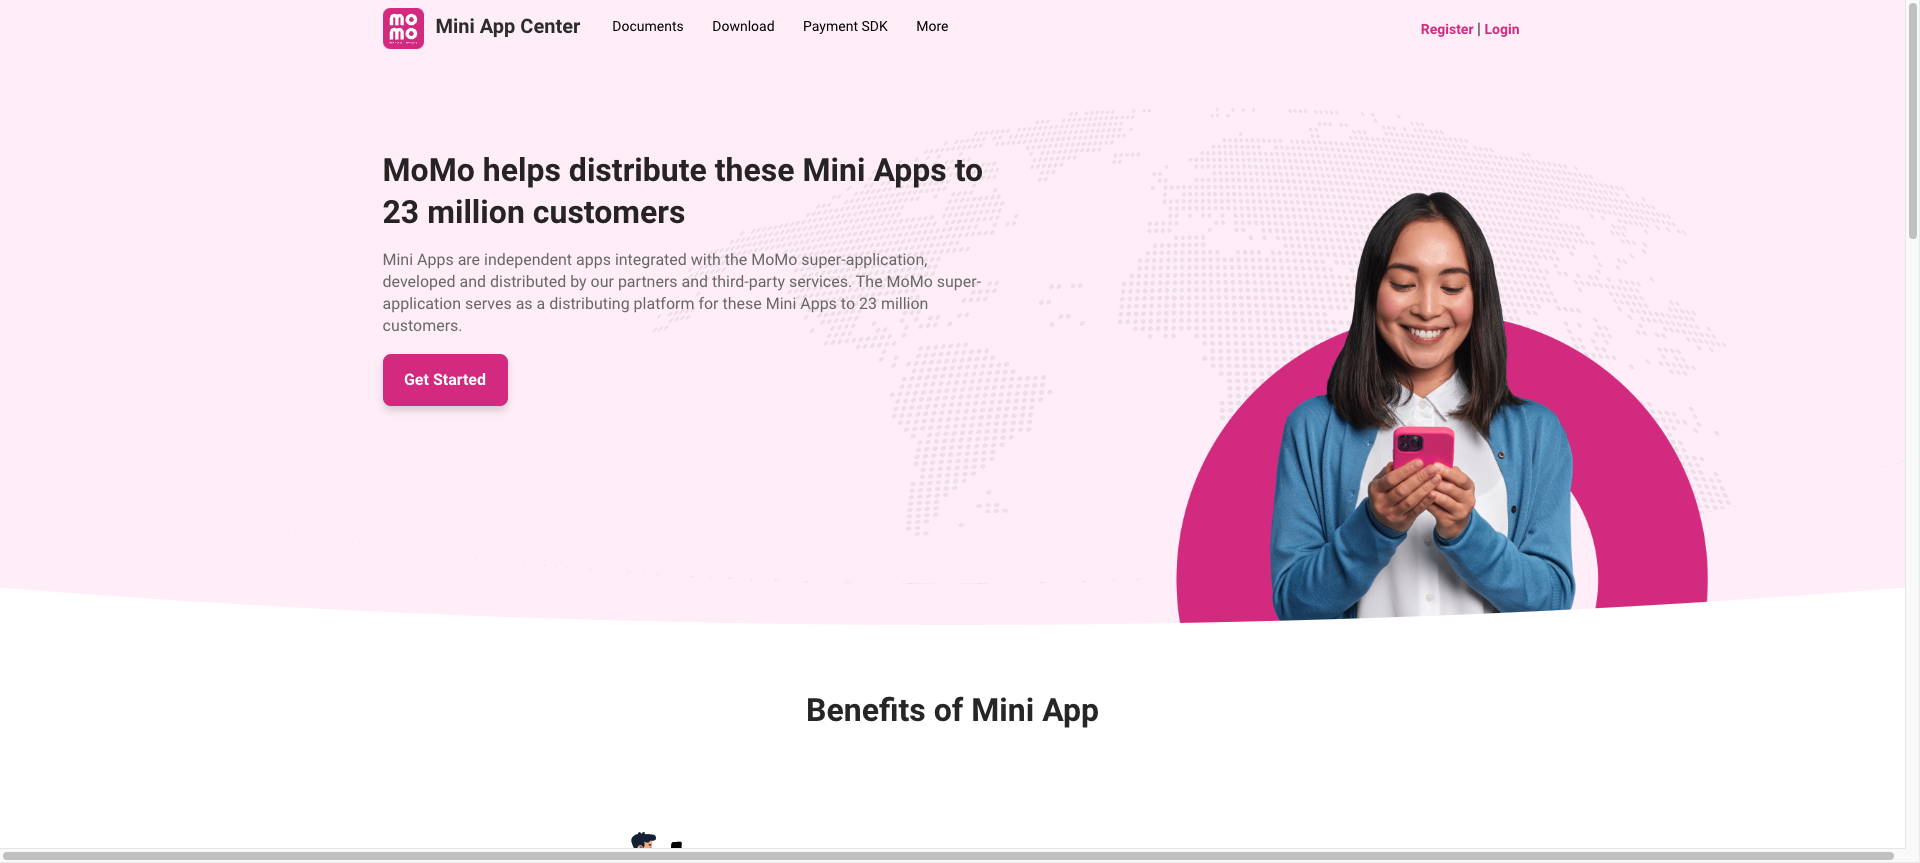 MOMO
Mini App Center
Documents
Download
Payment SDK
More
Register | Login
MoMo helps distribute these Mini Apps to
23 million customers
Mini Apps are independent apps integrated with the MoMo super-application,
developed and distributed by our partners and third-party services. The MoMo super-
application serves as a distributing platform for these Mini Apps to 23 million
customers.
Get Started
Benefits of Mini App